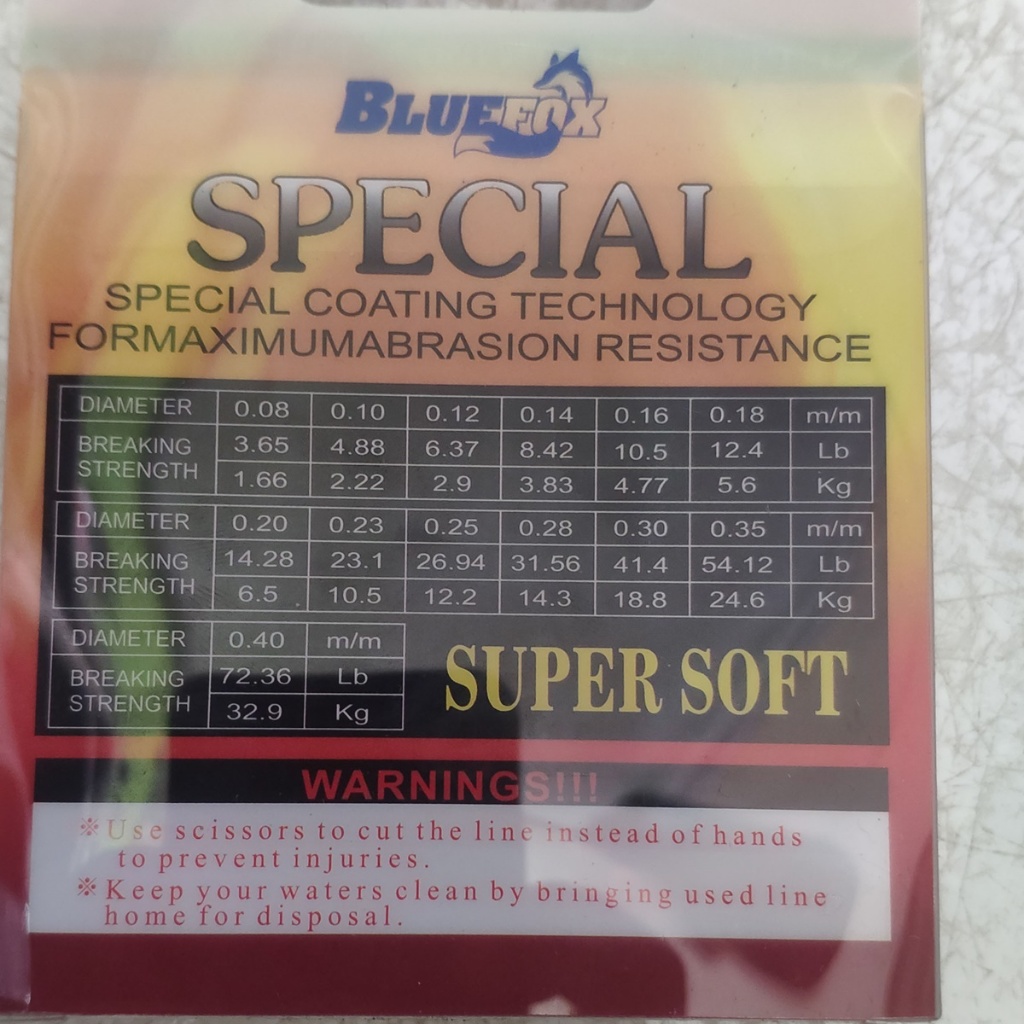 BLUEFOX
SPECIAL
SPECIAL COATING TECHNOLOGY
FORMAXIMUMABRASION RESISTANCE
DIAMETER 0.08 0.10 0.12 0.14 0.16 0.18 m/m
BREAKING STRENGTH 3.65 4.88 6.37 8.42 10.5 12.4 Lb
1.66 2.22 2.9 3.83 4.77 5.6 Kg
DIAMETER 0.20 0.23 0.25 0.28 0.30 0.35 m/m
BREAKING STRENGTH 14.28 23.1 26.94 31.56 41.4 54.12 Lb
6.5 10.5 12.2 14.3 18.8 24.6 Kg
DIAMETER 0.40 m/m
BREAKING STRENGTH 72.36 Lb
32.9 Kg
SUPER SOFT
WARNINGS!!!
※Use scissors to cut the line instead of hands
to prevent injuries.
※Keep your waters clean by bringing used line
home for disposal.